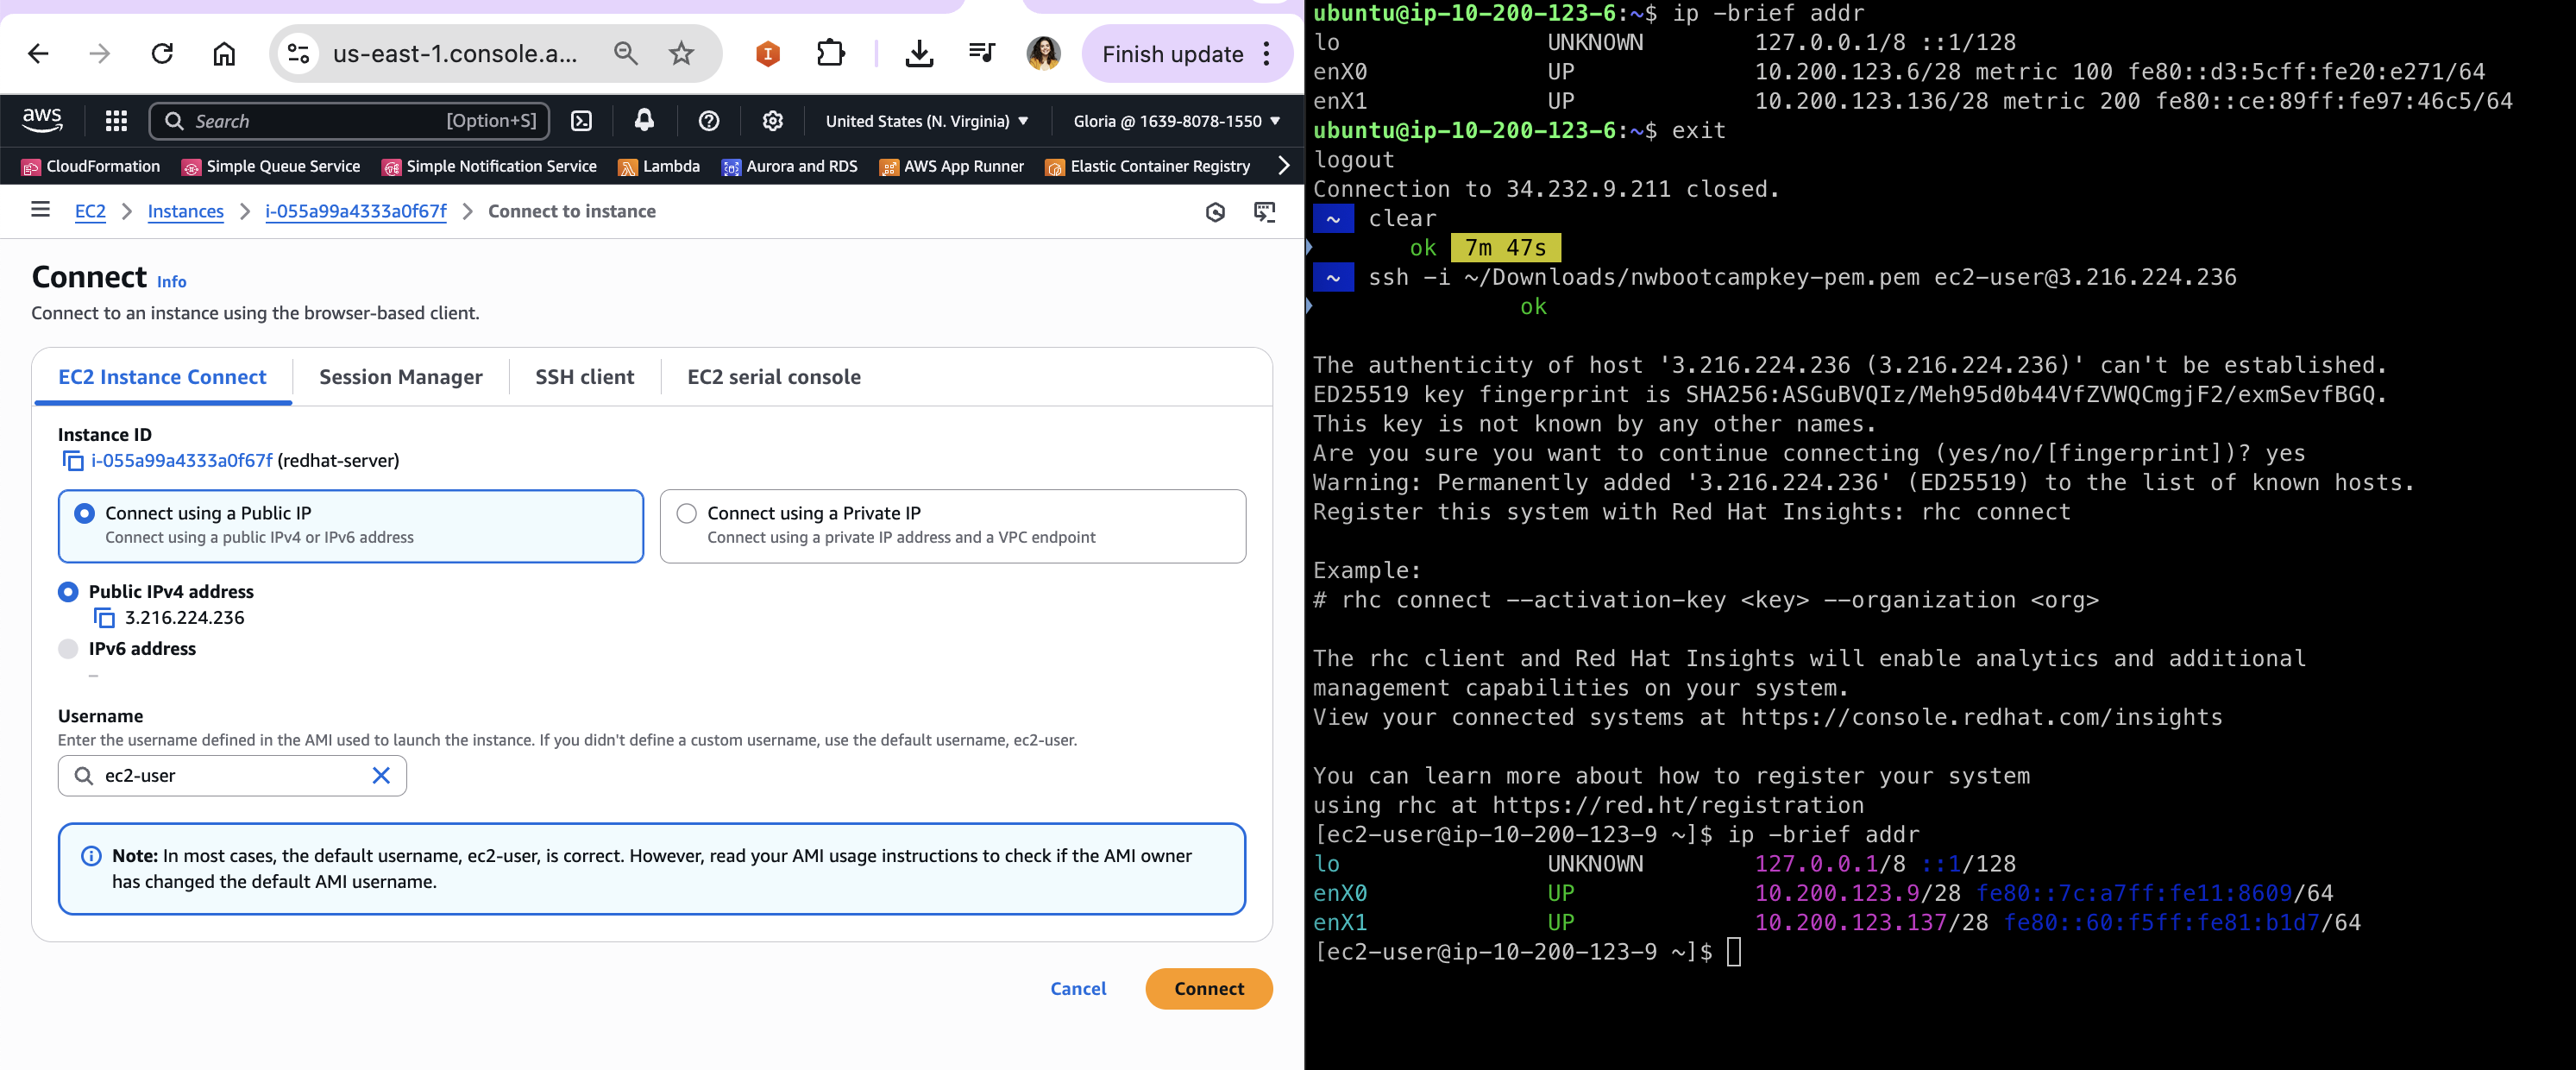 us-east-1.console.a...
Finish update
aws
Search
[Option+S]
United States (N. Virginia)
Gloria @ 1639-8078-1550
CloudFormation
Simple Queue Service
Simple Notification Service
Lambda
Aurora and RDS
AWS App Runner
Elastic Container Registry
EC2 > Instances > i-055a99a4333a0f67f > Connect to instance
Connect Info
Connect to an instance using the browser-based client.
EC2 Instance Connect
Session Manager
SSH client
EC2 serial console
Instance ID
i-055a99a4333a0f67f (redhat-server)
Connect using a Public IP
Connect using a public IPv4 or IPv6 address
Connect using a Private IP
Connect using a private IP address and a VPC endpoint
Public IPv4 address
3.216.224.236
IPv6 address
–
Username
Enter the username defined in the AMI used to launch the instance. If you didn't define a custom username, use the default username, ec2-user.
ec2-user
Note: In most cases, the default username, ec2-user, is correct. However, read your AMI usage instructions to check if the AMI owner
has changed the default AMI username.
Cancel
Connect
ubuntu@ip-10-200-123-6:~$ ip -brief addr
lo UNKNOWN 127.0.0.1/8 ::1/128
enX0 UP 10.200.123.6/28 metric 100 fe80::d3:5cff:fe20:e271/64
enX1 UP 10.200.123.136/28 metric 200 fe80::ce:89ff:fe97:46c5/64
ubuntu@ip-10-200-123-6:~$ exit
logout
Connection to 34.232.9.211 closed.
~ clear
ok 7m 47s
~ ssh -i ~/Downloads/nwbootcampkey-pem.pem ec2-user@3.216.224.236
ok
The authenticity of host '3.216.224.236 (3.216.224.236)' can't be established.
ED25519 key fingerprint is SHA256:ASGuBVQIz/Meh95d0b44VfZVWQCmgjF2/exmSevfBGQ.
This key is not known by any other names.
Are you sure you want to continue connecting (yes/no/[fingerprint])? yes
Warning: Permanently added '3.216.224.236' (ED25519) to the list of known hosts.
Register this system with Red Hat Insights: rhc connect
Example:
# rhc connect --activation-key <key> --organization <org>
The rhc client and Red Hat Insights will enable analytics and additional
management capabilities on your system.
View your connected systems at https://console.redhat.com/insights
You can learn more about how to register your system
using rhc at https://red.ht/registration
[ec2-user@ip-10-200-123-9 ~]$ ip -brief addr
lo UNKNOWN 127.0.0.1/8 ::1/128
enX0 UP 10.200.123.9/28 fe80::7c:a7ff:fe11:8609/64
enX1 UP 10.200.123.137/28 fe80::60:f5ff:fe81:b1d7/64
[ec2-user@ip-10-200-123-9 ~]$